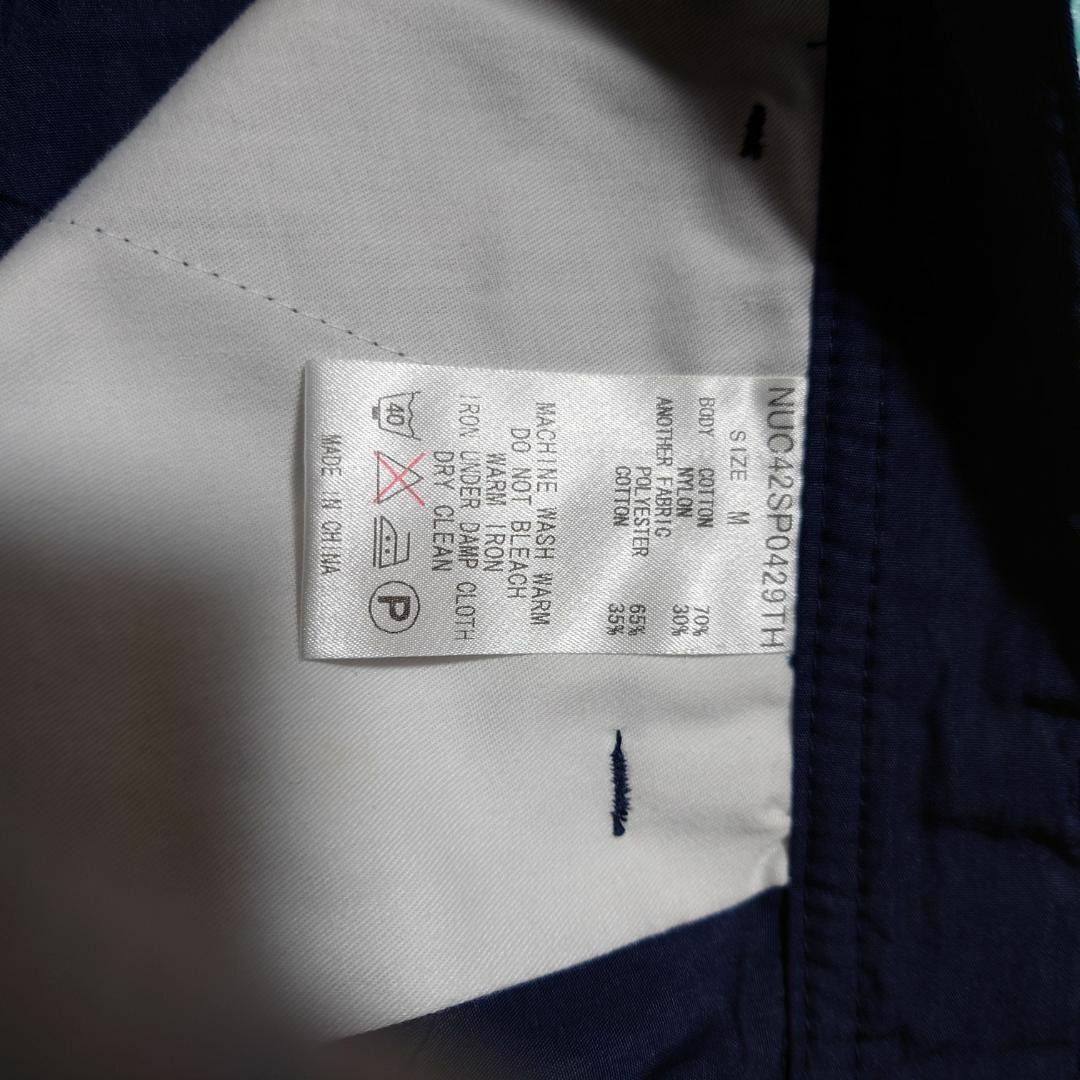 NUC42SP0429TH
SIZE M
BODY COTTON 70%
NYLON 30%
ANOTHER FABRIC
POLYESTER 65%
COTTON 35%
MACHINE WASH WARM
DO NOT BLEACH
WARM IRON
IRON UNDER DAMP CLOTH
DRY CLEAN
40 P
MADE IN CHINA